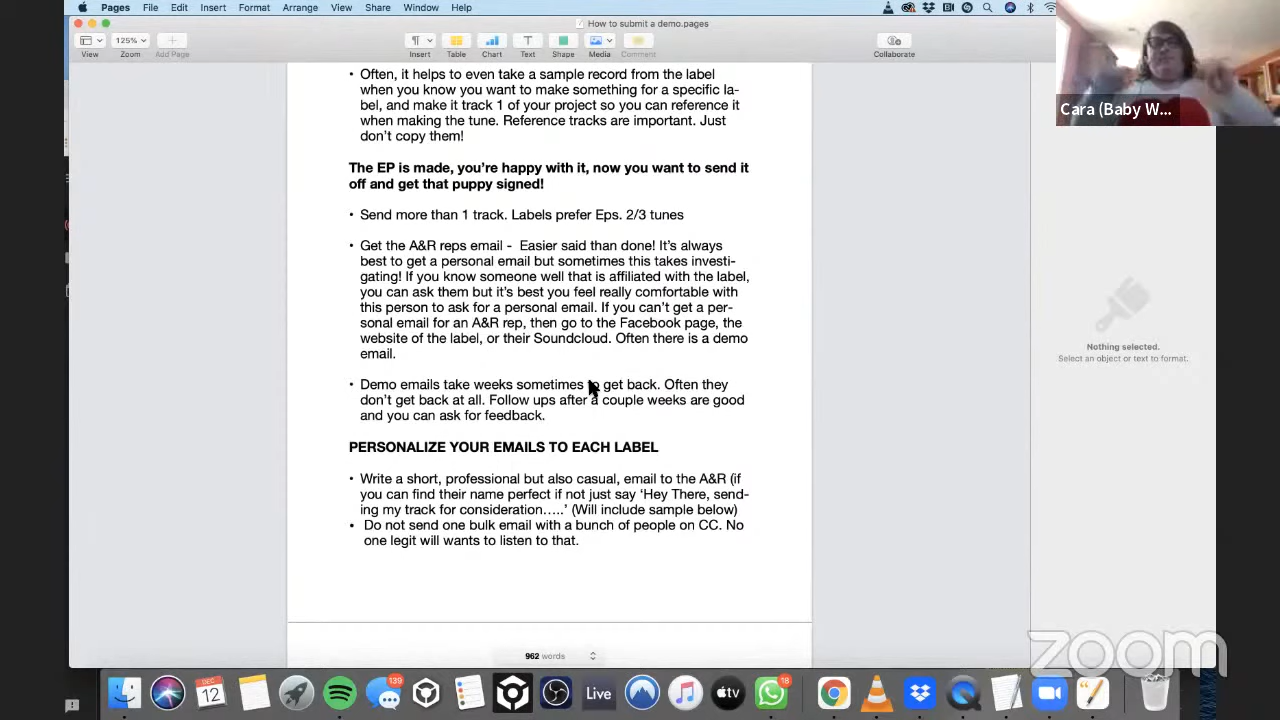 Pages File Edit Insert Format Arrange View Share Window Help
How to submit a demo.pages
125%
View Zoom Add Page Insert Table Chart Text Shape Media Comment Collaborate
Cara (Baby W...
• Often, it helps to even take a sample record from the label
when you know you want to make something for a specific la-
bel, and make it track 1 of your project so you can reference it
when making the tune. Reference tracks are important. Just
don't copy them!
The EP is made, you're happy with it, now you want to send it
off and get that puppy signed!
• Send more than 1 track. Labels prefer Eps. 2/3 tunes
• Get the A&R reps email - Easier said than done! It's always
best to get a personal email but sometimes this takes investi-
gating! If you know someone well that is affiliated with the label,
you can ask them but it's best you feel really comfortable with
this person to ask for a personal email. If you can't get a per-
sonal email for an A&R rep, then go to the Facebook page, the
website of the label, or their Soundcloud. Often there is a demo
email.
• Demo emails take weeks sometimes to get back. Often they
don't get back at all. Follow ups after a couple weeks are good
and you can ask for feedback.
PERSONALIZE YOUR EMAILS TO EACH LABEL
• Write a short, professional but also casual, email to the A&R (if
you can find their name perfect if not just say 'Hey There, send-
ing my track for consideration.....' (Will include sample below)
• Do not send one bulk email with a bunch of people on CC. No
one legit will wants to listen to that.
Nothing selected.
Select an object or text to format.
962 words
zoom
DEC
12
139
Live
tv
18